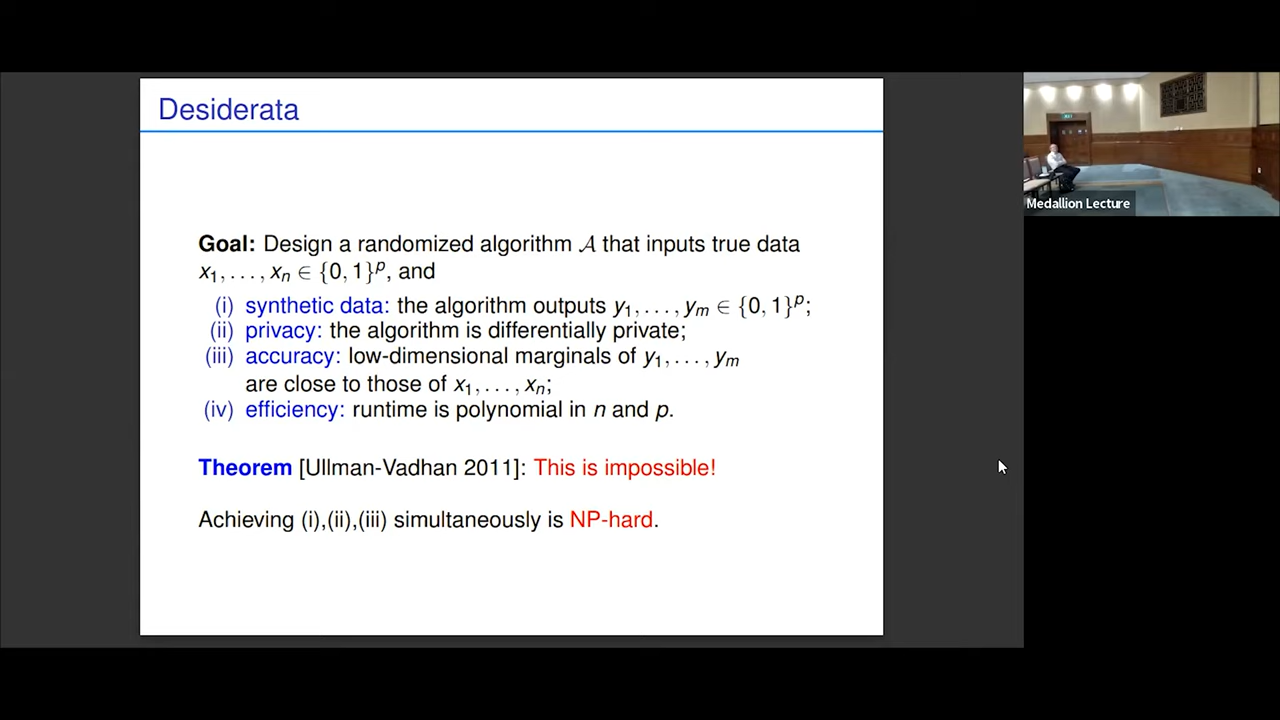 Desiderata
Goal: Design a randomized algorithm 𝒜 that inputs true data
x₁, . . . , xₙ ∈ {0, 1}ᵖ, and
(i) synthetic data: the algorithm outputs y₁, . . . , yₘ ∈ {0, 1}ᵖ;
(ii) privacy: the algorithm is differentially private;
(iii) accuracy: low-dimensional marginals of y₁, . . . , yₘ
are close to those of x₁, . . . , xₙ;
(iv) efficiency: runtime is polynomial in n and p.
Theorem [Ullman-Vadhan 2011]: This is impossible!
Achieving (i),(ii),(iii) simultaneously is NP-hard.
Medallion Lecture